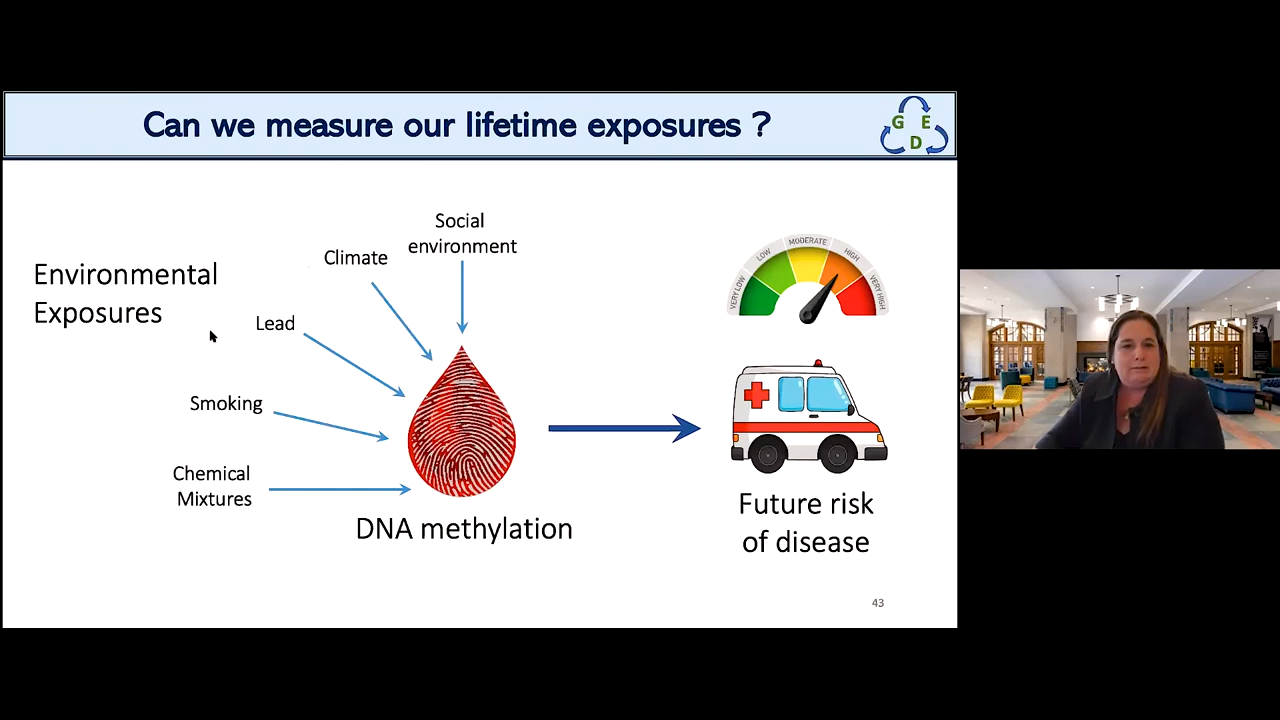 Can we measure our lifetime exposures ?
G E
D
Environmental
Exposures
Social
environment
Climate
Lead
Smoking
Chemical
Mixtures
DNA methylation
VERY LOW
LOW
MODERATE
HIGH
VERY HIGH
Future risk
of disease
43